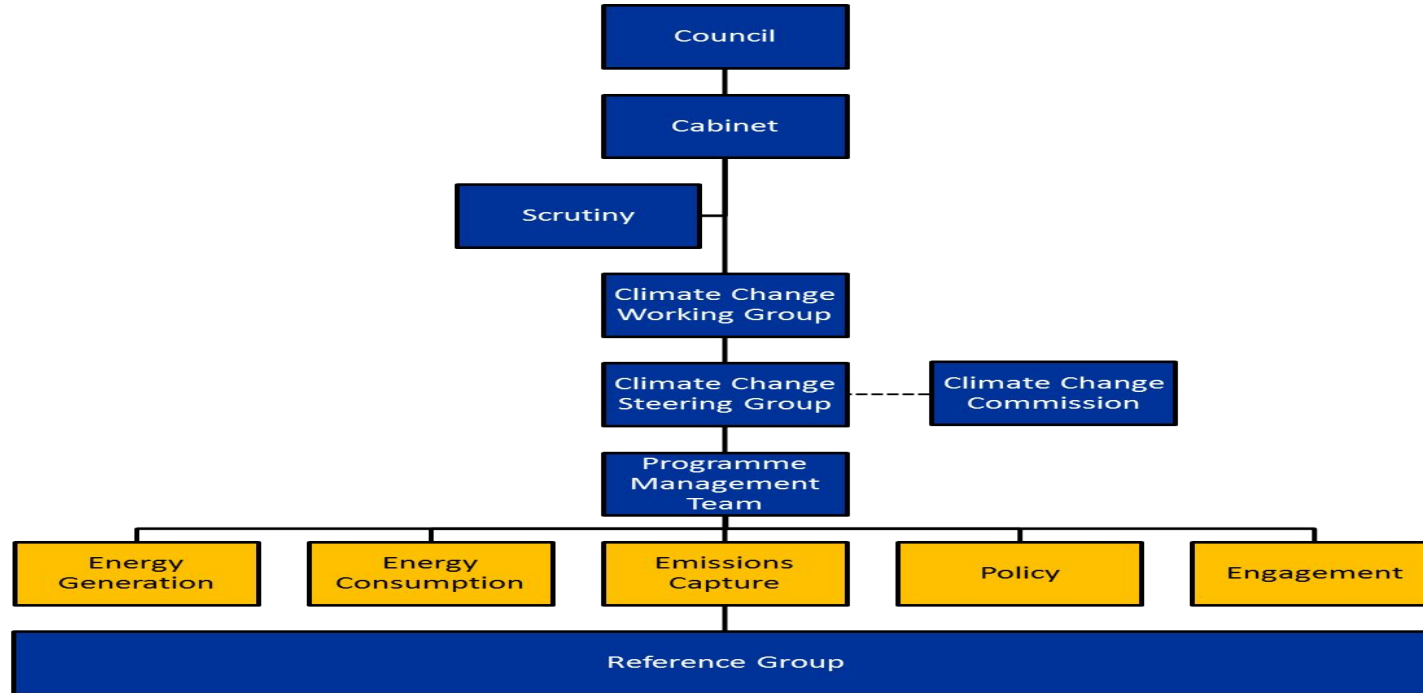 Council
Cabinet
Scrutiny
Climate Change
Working Group
Climate Change
Steering Group
Climate Change
Commission
Programme
Management
Team
Energy
Generation
Energy
Consumption
Emissions
Capture
Policy
Engagement
Reference Group